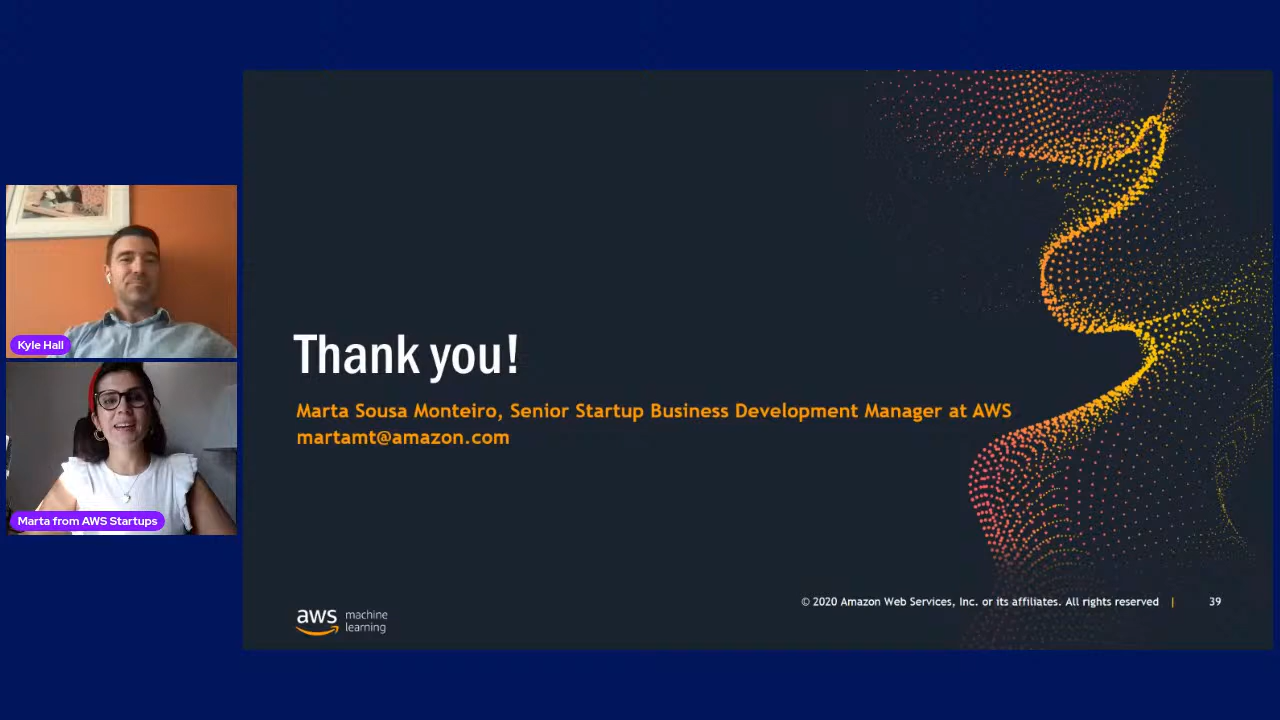 Kyle Hall
Marta from AWS Startups
Thank you!
Marta Sousa Monteiro, Senior Startup Business Development Manager at AWS
martamt@amazon.com
aws machine
learning
© 2020 Amazon Web Services, Inc. or its affiliates. All rights reserved | 39